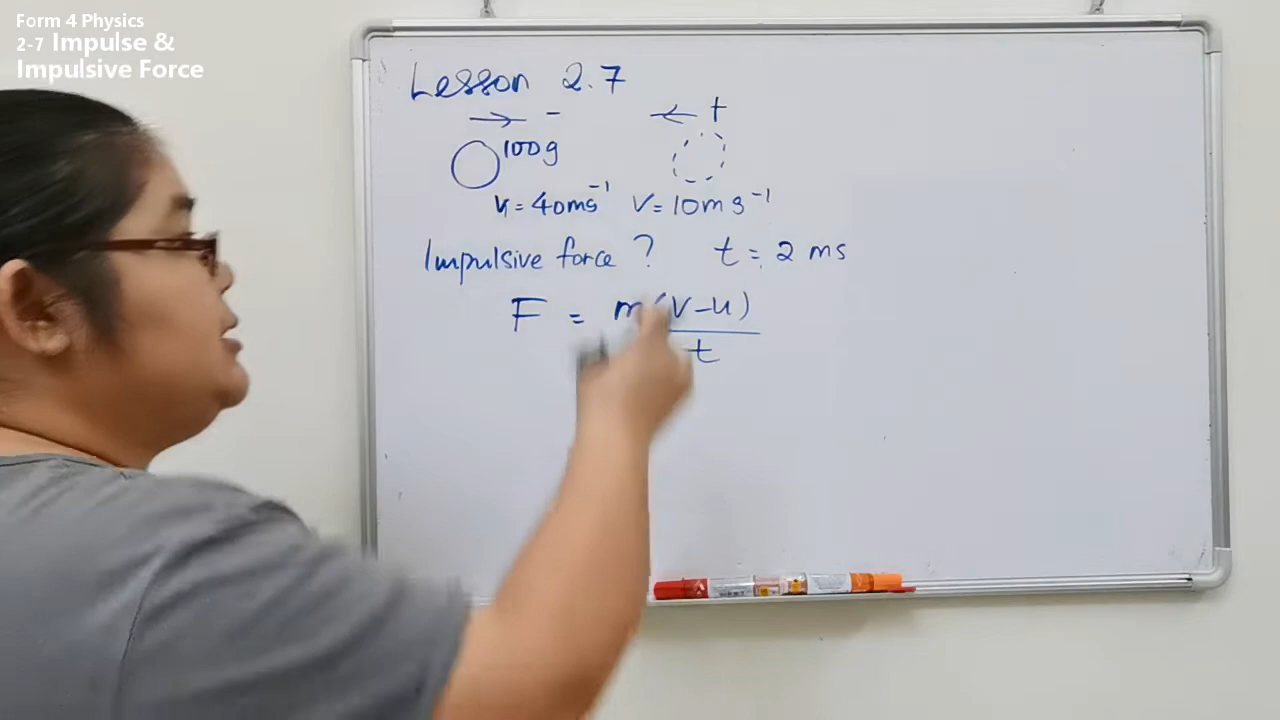 Form 4 Physics
2-7 Impulse &
Impulsive Force
Lesson 2.7
→ - ← +
100g
u = 40ms⁻¹ v = 10ms⁻¹
Impulsive force ? t = 2 ms
F = m(v-u)
t